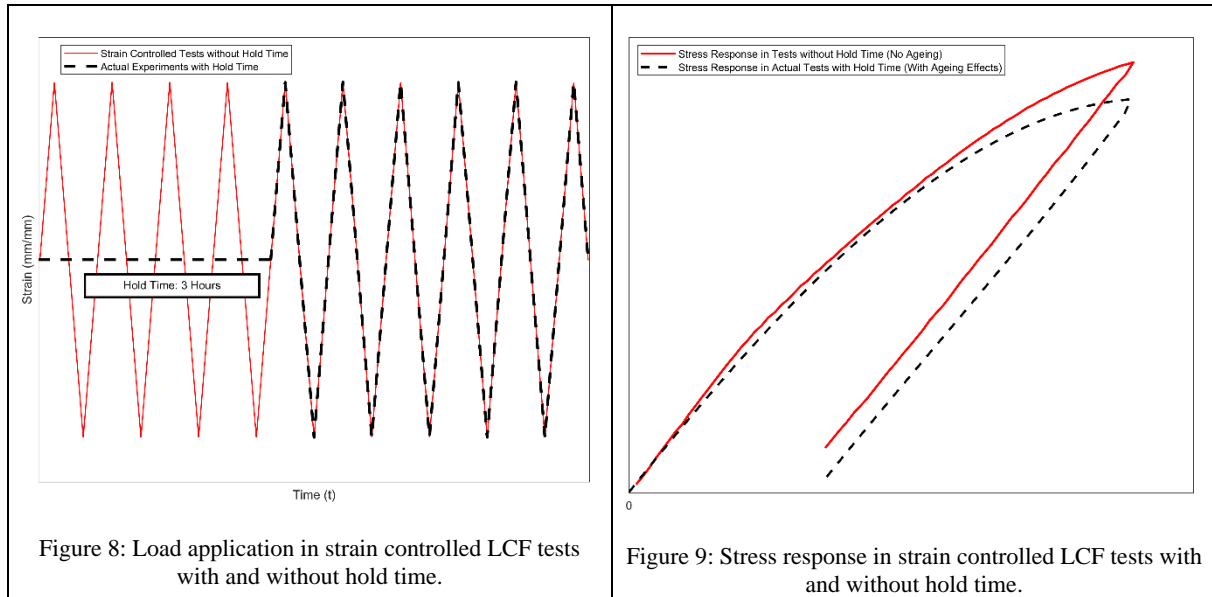 Strain Controlled Tests without Hold Time
Actual Experiments with Hold Time
Strain (mm/mm)
Hold Time: 3 Hours
Time (t)
Figure 8: Load application in strain controlled LCF tests
with and without hold time.
Stress Response in Tests without Hold Time (No Ageing)
Stress Response in Actual Tests with Hold Time (With Ageing Effects)
0
Figure 9: Stress response in strain controlled LCF tests with
and without hold time.